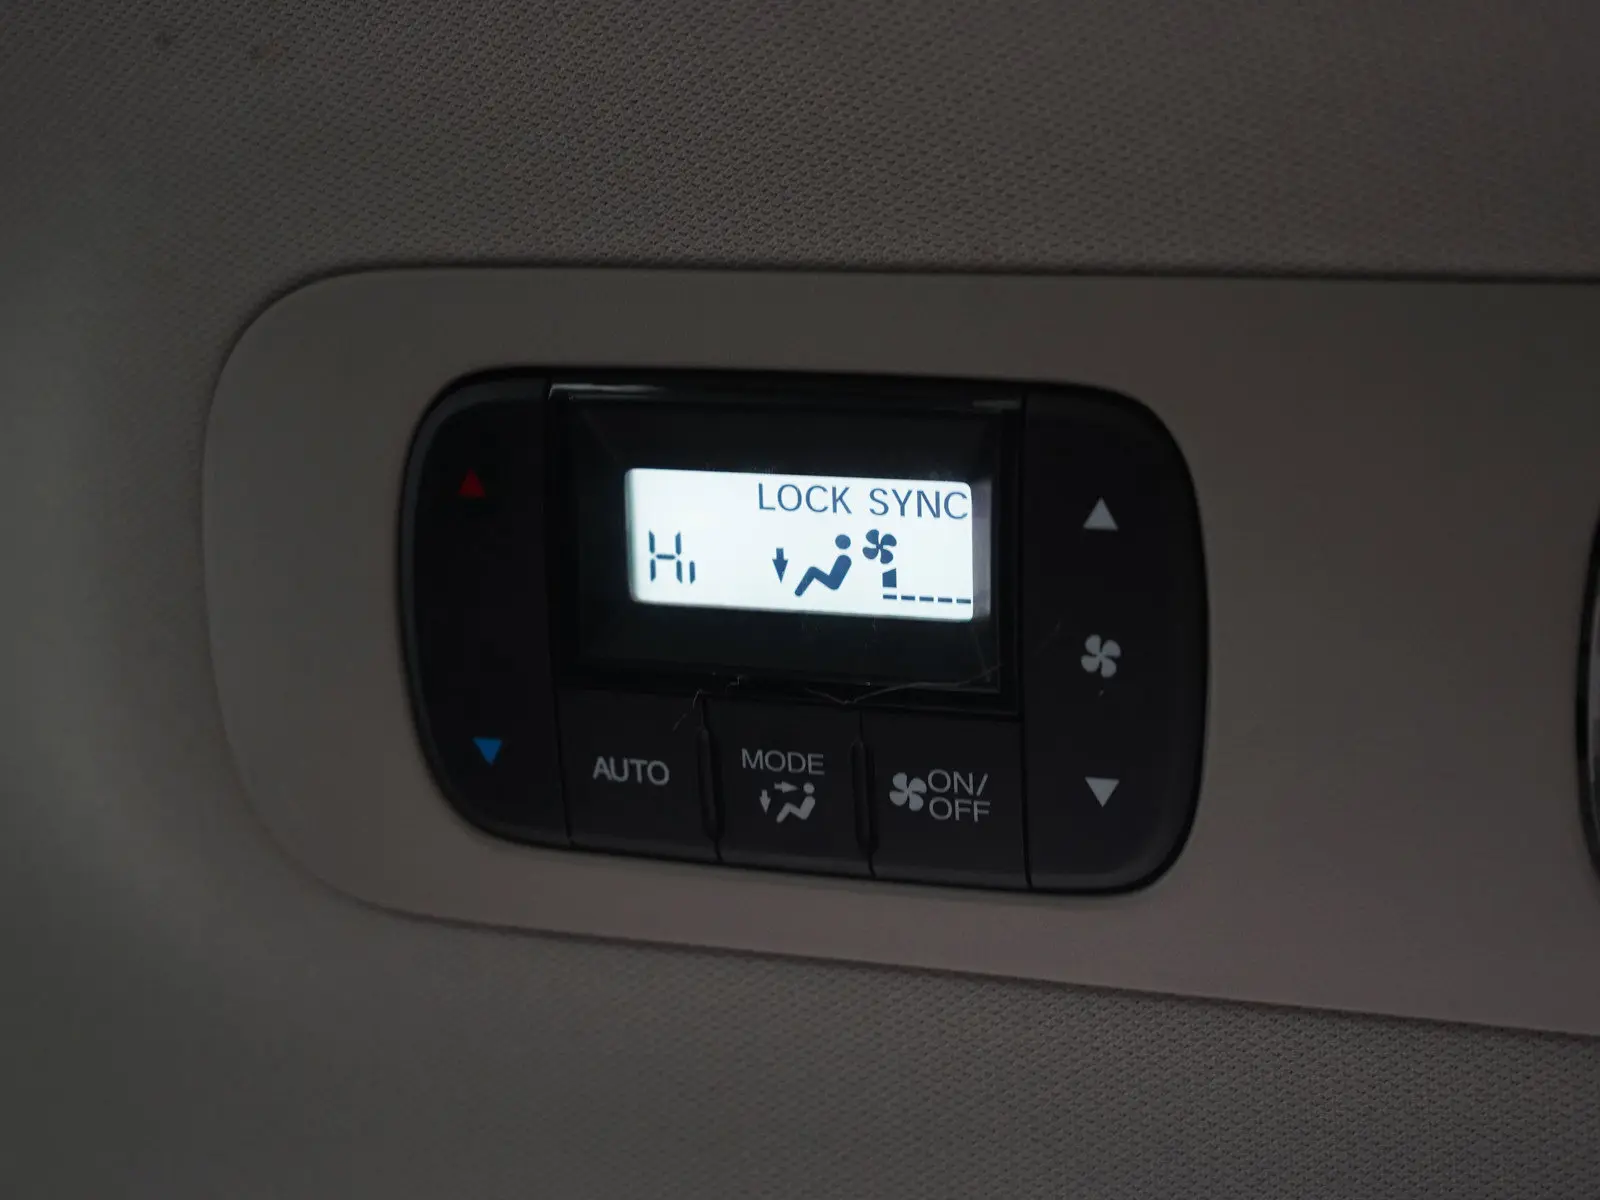 LOCK SYNC
Hi
AUTO
MODE
ON/
OFF